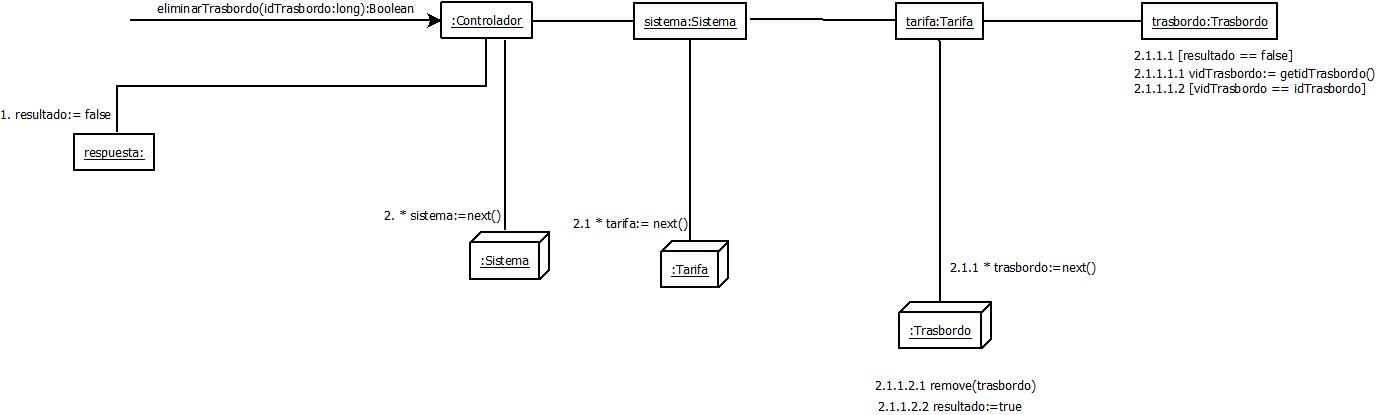 eliminarTrasbordo(idTrasbordo:long):Boolean
:Controlador
sistema:Sistema
tarifa:Tarifa
trasbordo:Trasbordo
2.1.1.1 [resultado == false]
2.1.1.1.1 vidTrasbordo:= getidTrasbordo()
2.1.1.1.2 [vidTrasbordo == idTrasbordo]
1. resultado:= false
respuesta:
2. * sistema:=next()
:Sistema
2.1 * tarifa:= next()
:Tarifa
2.1.1 * trasbordo:=next()
:Trasbordo
2.1.1.2.1 remove(trasbordo)
2.1.1.2.2 resultado:=true